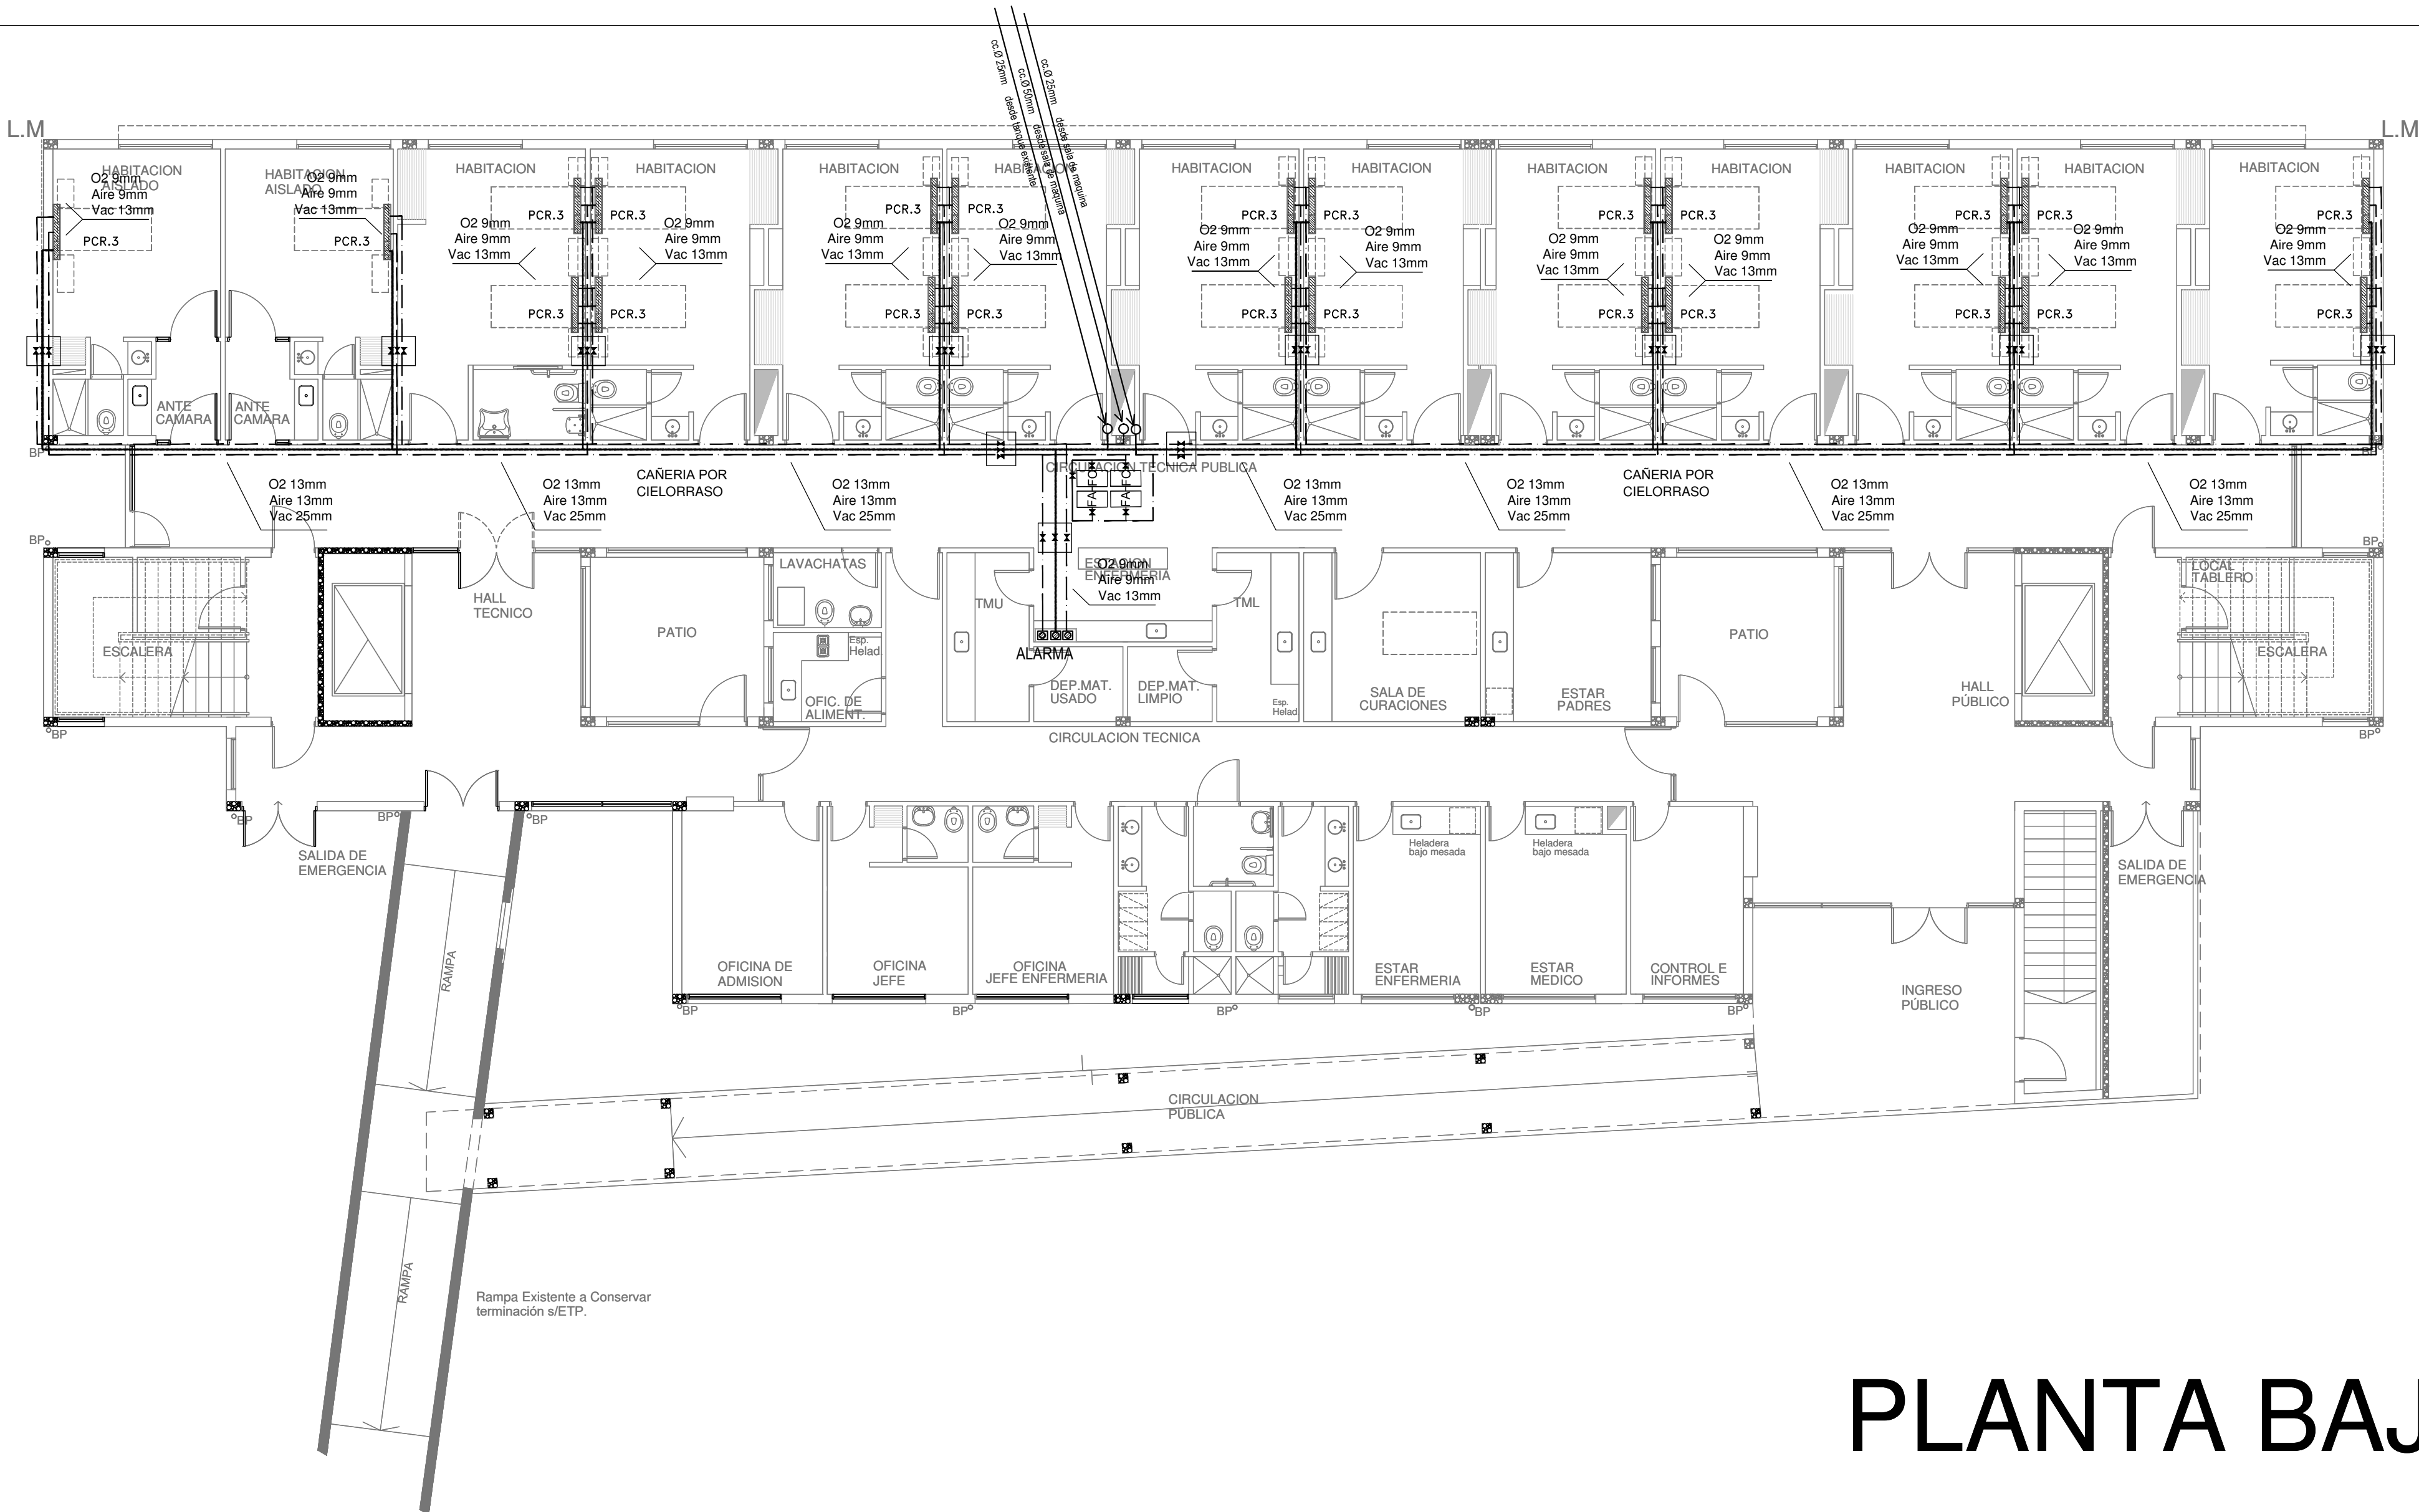 cc.Ø 25mm desde tanque existente
cc.Ø 50mm desde sala de maquina
cc.Ø 25mm desde sala de maquina
L.M
L.M
HABITACION
AISLADO
O2 9mm
Aire 9mm
Vac 13mm
PCR.3
HABITACION
AISLADO
O2 9mm
Aire 9mm
Vac 13mm
PCR.3
HABITACION
PCR.3
O2 9mm
Aire 9mm
Vac 13mm
PCR.3
HABITACION
PCR.3
O2 9mm
Aire 9mm
Vac 13mm
PCR.3
HABITACION
PCR.3
O2 9mm
Aire 9mm
Vac 13mm
PCR.3
HABITACION
PCR.3
O2 9mm
Aire 9mm
Vac 13mm
PCR.3
HABITACION
PCR.3
O2 9mm
Aire 9mm
Vac 13mm
PCR.3
HABITACION
PCR.3
O2 9mm
Aire 9mm
Vac 13mm
PCR.3
HABITACION
PCR.3
O2 9mm
Aire 9mm
Vac 13mm
PCR.3
HABITACION
PCR.3
O2 9mm
Aire 9mm
Vac 13mm
PCR.3
HABITACION
PCR.3
O2 9mm
Aire 9mm
Vac 13mm
PCR.3
HABITACION
PCR.3
O2 9mm
Aire 9mm
Vac 13mm
PCR.3
HABITACION
PCR.3
O2 9mm
Aire 9mm
Vac 13mm
PCR.3
ANTE
CAMARA
ANTE
CAMARA
BP
CIRCULACION TECNICA PUBLICA
FA-FO
FA-FO
O2 13mm
Aire 13mm
Vac 25mm
O2 13mm
Aire 13mm
Vac 25mm
CAÑERIA POR
CIELORRASO
O2 13mm
Aire 13mm
Vac 25mm
O2 13mm
Aire 13mm
Vac 25mm
O2 13mm
Aire 13mm
Vac 25mm
CAÑERIA POR
CIELORRASO
O2 13mm
Aire 13mm
Vac 25mm
O2 13mm
Aire 13mm
Vac 25mm
BP
BP
ESCALERA
HALL
TECNICO
PATIO
LAVACHATAS
Esp.
Helad.
OFIC. DE
ALIMENT.
TMU
ESTACION
ENFERMERIA
O2 9mm
Aire 9mm
Vac 13mm
TML
ALARMA
DEP.MAT.
USADO
DEP.MAT.
LIMPIO
Esp.
Helad.
SALA DE
CURACIONES
ESTAR
PADRES
PATIO
HALL
PÚBLICO
LOCAL
TABLERO
ESCALERA
BP
BP
CIRCULACION TECNICA
BP
BP
BP
SALIDA DE
EMERGENCIA
Heladera
bajo mesada
Heladera
bajo mesada
SALIDA DE
EMERGENCIA
RAMPA
OFICINA DE
ADMISION
OFICINA
JEFE
OFICINA
JEFE ENFERMERIA
ESTAR
ENFERMERIA
ESTAR
MEDICO
CONTROL E
INFORMES
INGRESO
PÚBLICO
BP
BP
BP
BP
BP
CIRCULACION
PÚBLICA
RAMPA
Rampa Existente a Conservar
terminación s/ETP.
PLANTA BAJ